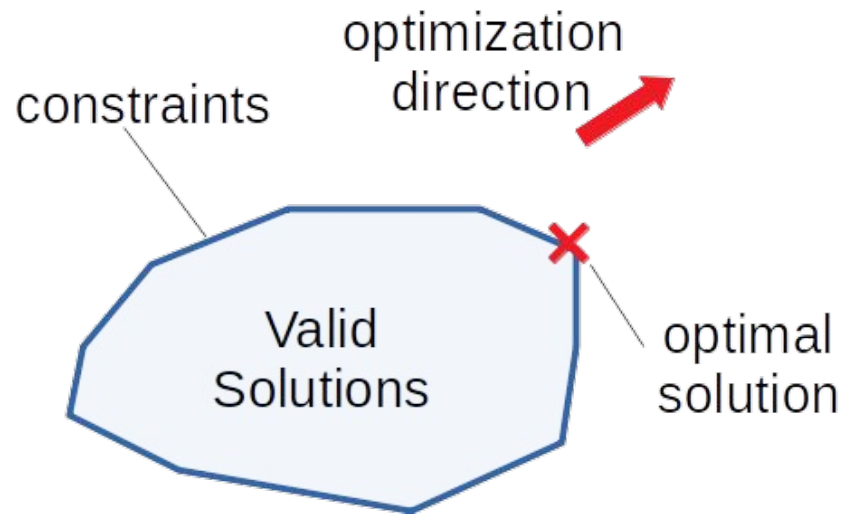 optimization
direction
constraints
Valid
Solutions
optimal
solution